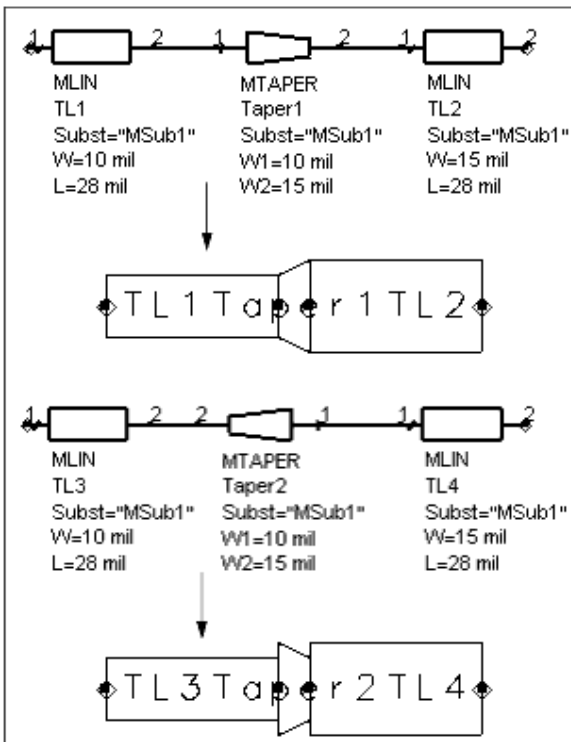 1 2 1 2 1 2
MLIN MTAPER MLIN
TL1 Taper1 TL2
Subst="MSub1" Subst="MSub1" Subst="MSub1"
W=10 mil W1=10 mil W=15 mil
L=28 mil W2=15 mil L=28 mil
TL1Taper1TL2
1 2 2 1 1 2
MLIN MTAPER MLIN
TL3 Taper2 TL4
Subst="MSub1" Subst="MSub1" Subst="MSub1"
W=10 mil W1=10 mil W=15 mil
L=28 mil W2=15 mil L=28 mil
TL3Taper2TL4